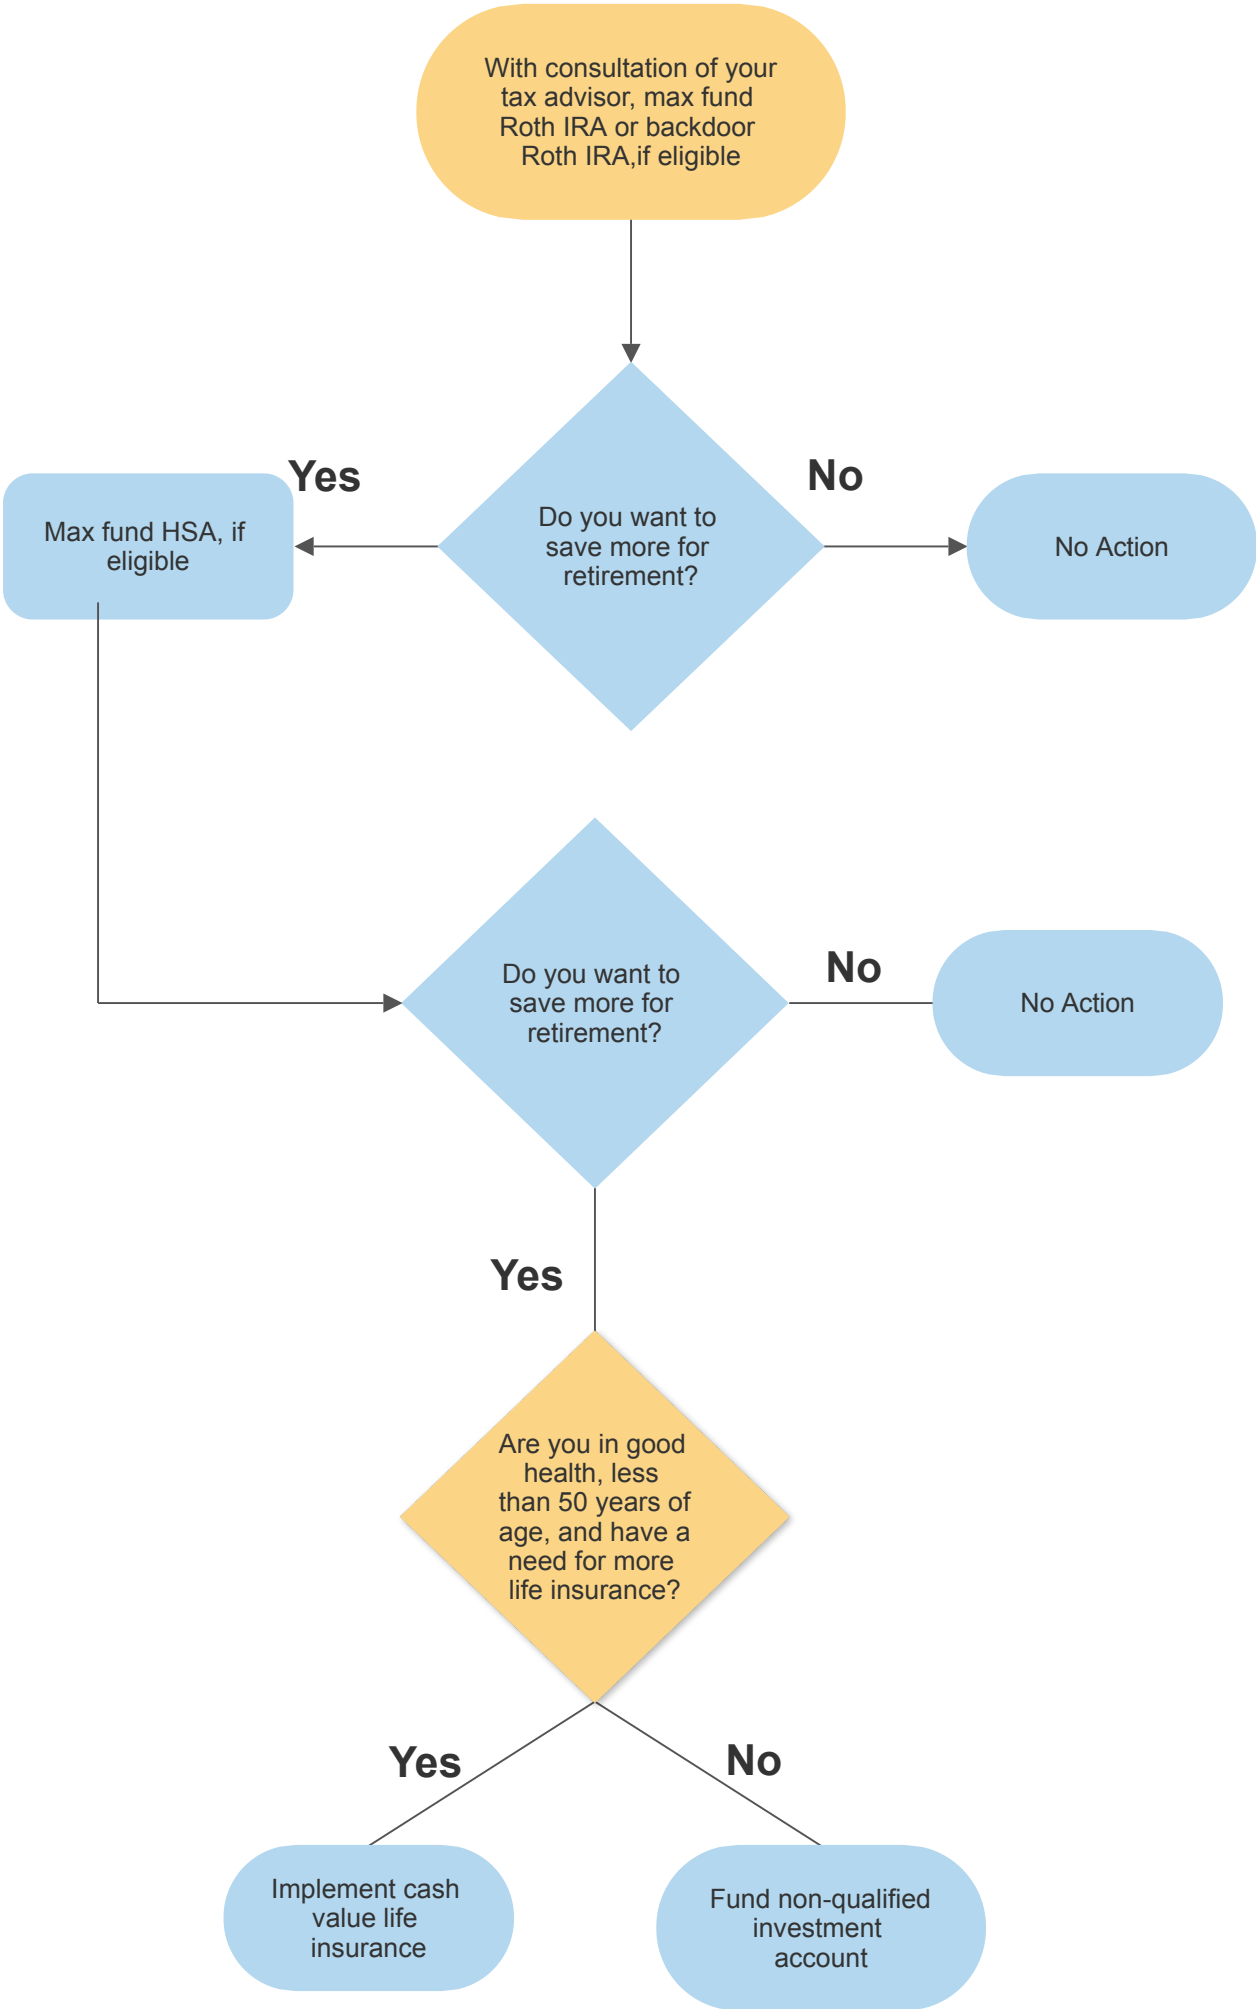 With consultation of your
tax advisor, max fund
Roth IRA or backdoor
Roth IRA,if eligible
Yes
No
Max fund HSA, if
eligible
Do you want to
save more for
retirement?
No Action
Do you want to
save more for
retirement?
No
No Action
Yes
Are you in good
health, less
than 50 years of
age, and have a
need for more
life insurance?
Yes
No
Implement cash
value life
insurance
Fund non-qualified
investment
account